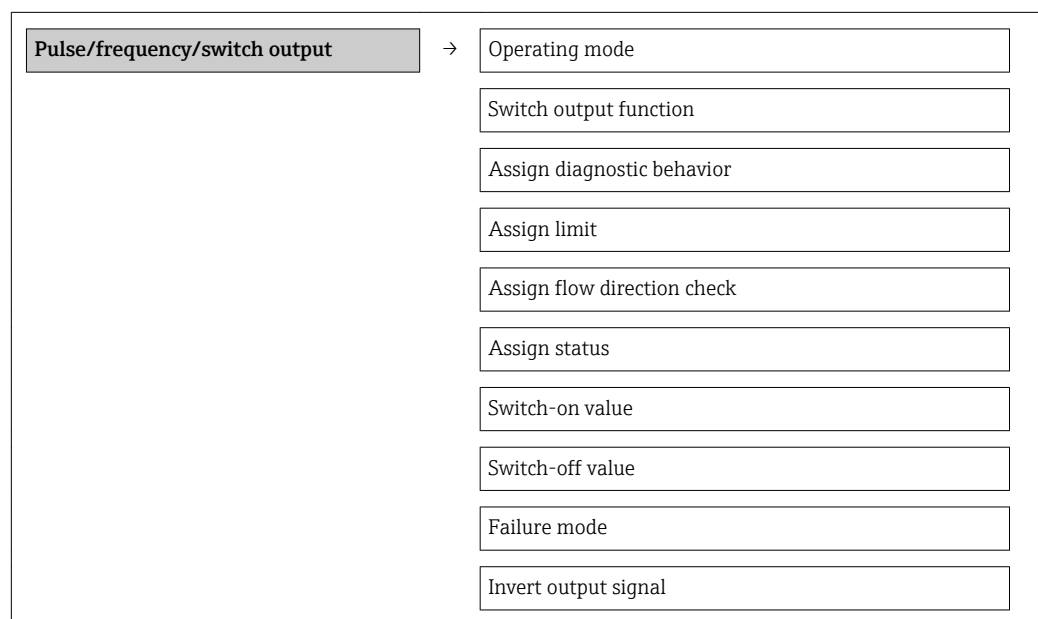 Pulse/frequency/switch output → Operating mode
Switch output function
Assign diagnostic behavior
Assign limit
Assign flow direction check
Assign status
Switch-on value
Switch-off value
Failure mode
Invert output signal